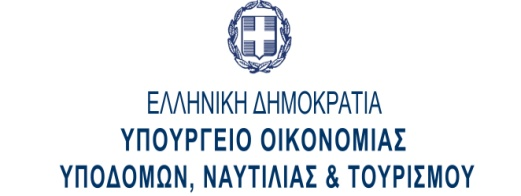 ΕΛΛΗΝΙΚΗ ΔΗΜΟΚΡΑΤΙΑ
ΥΠΟΥΡΓΕΙΟ ΟΙΚΟΝΟΜΙΑΣ
ΥΠΟΔΟΜΩΝ, ΝΑΥΤΙΛΙΑΣ & ΤΟΥΡΙΣΜΟΥ